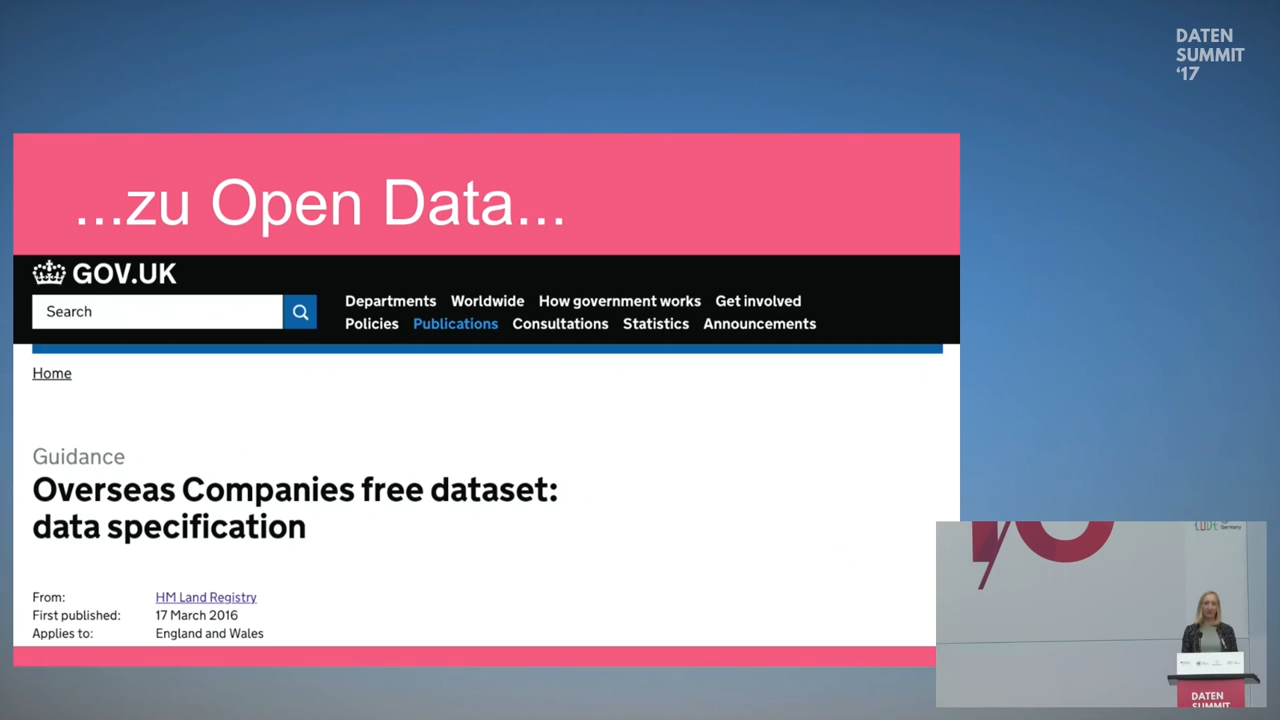 DATEN
SUMMIT
‘17
...zu Open Data...
GOV.UK
Search
Departments Worldwide How government works Get involved
Policies Publications Consultations Statistics Announcements
Home
Guidance
Overseas Companies free dataset:
data specification
From: HM Land Registry
First published: 17 March 2016
Applies to: England and Wales
Germany
DATEN
SUMMIT